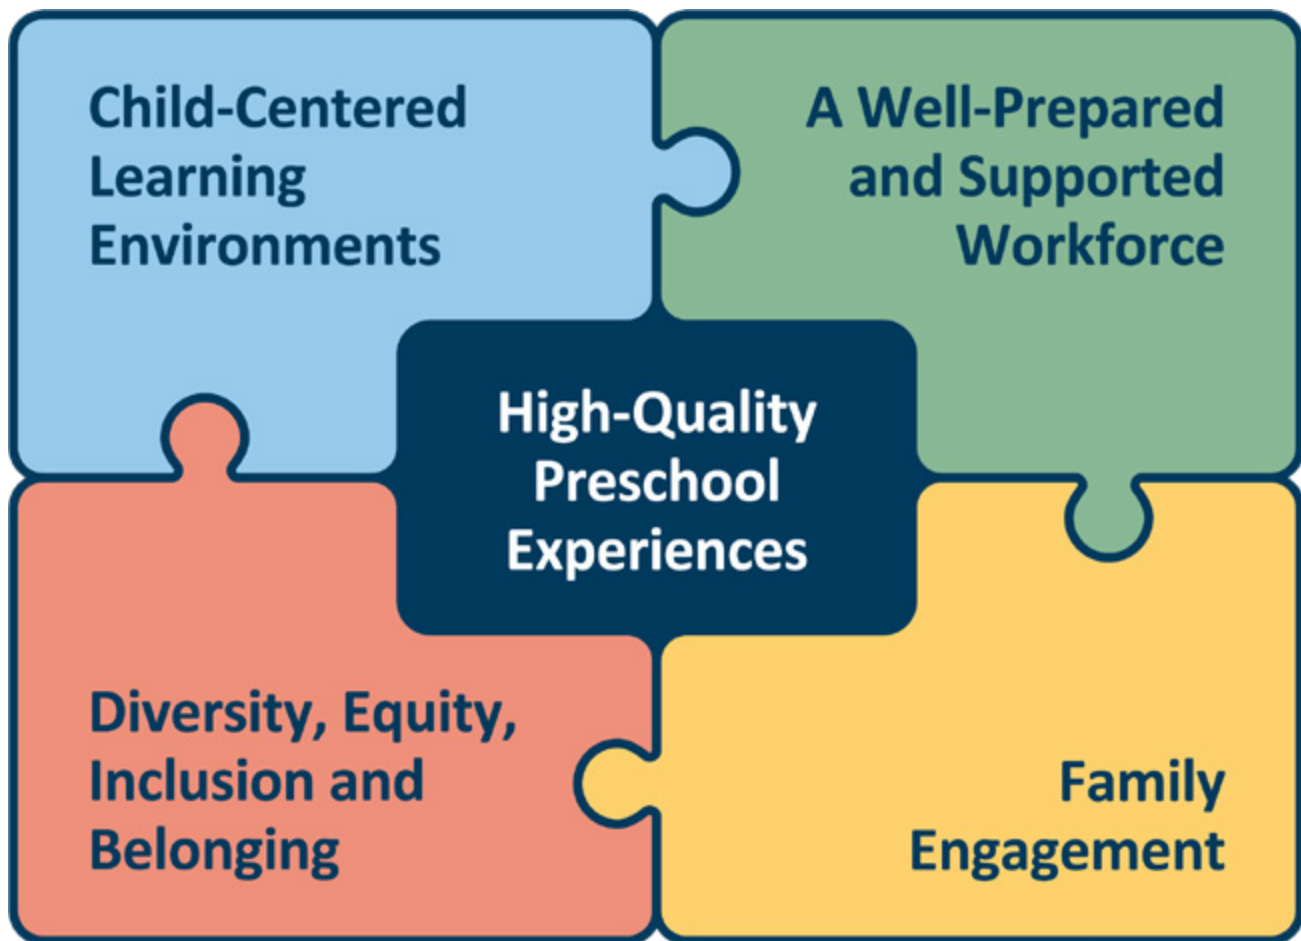 Child-Centered
Learning
Environments
A Well-Prepared
and Supported
Workforce
High-Quality
Preschool
Experiences
Diversity, Equity,
Inclusion and
Belonging
Family
Engagement